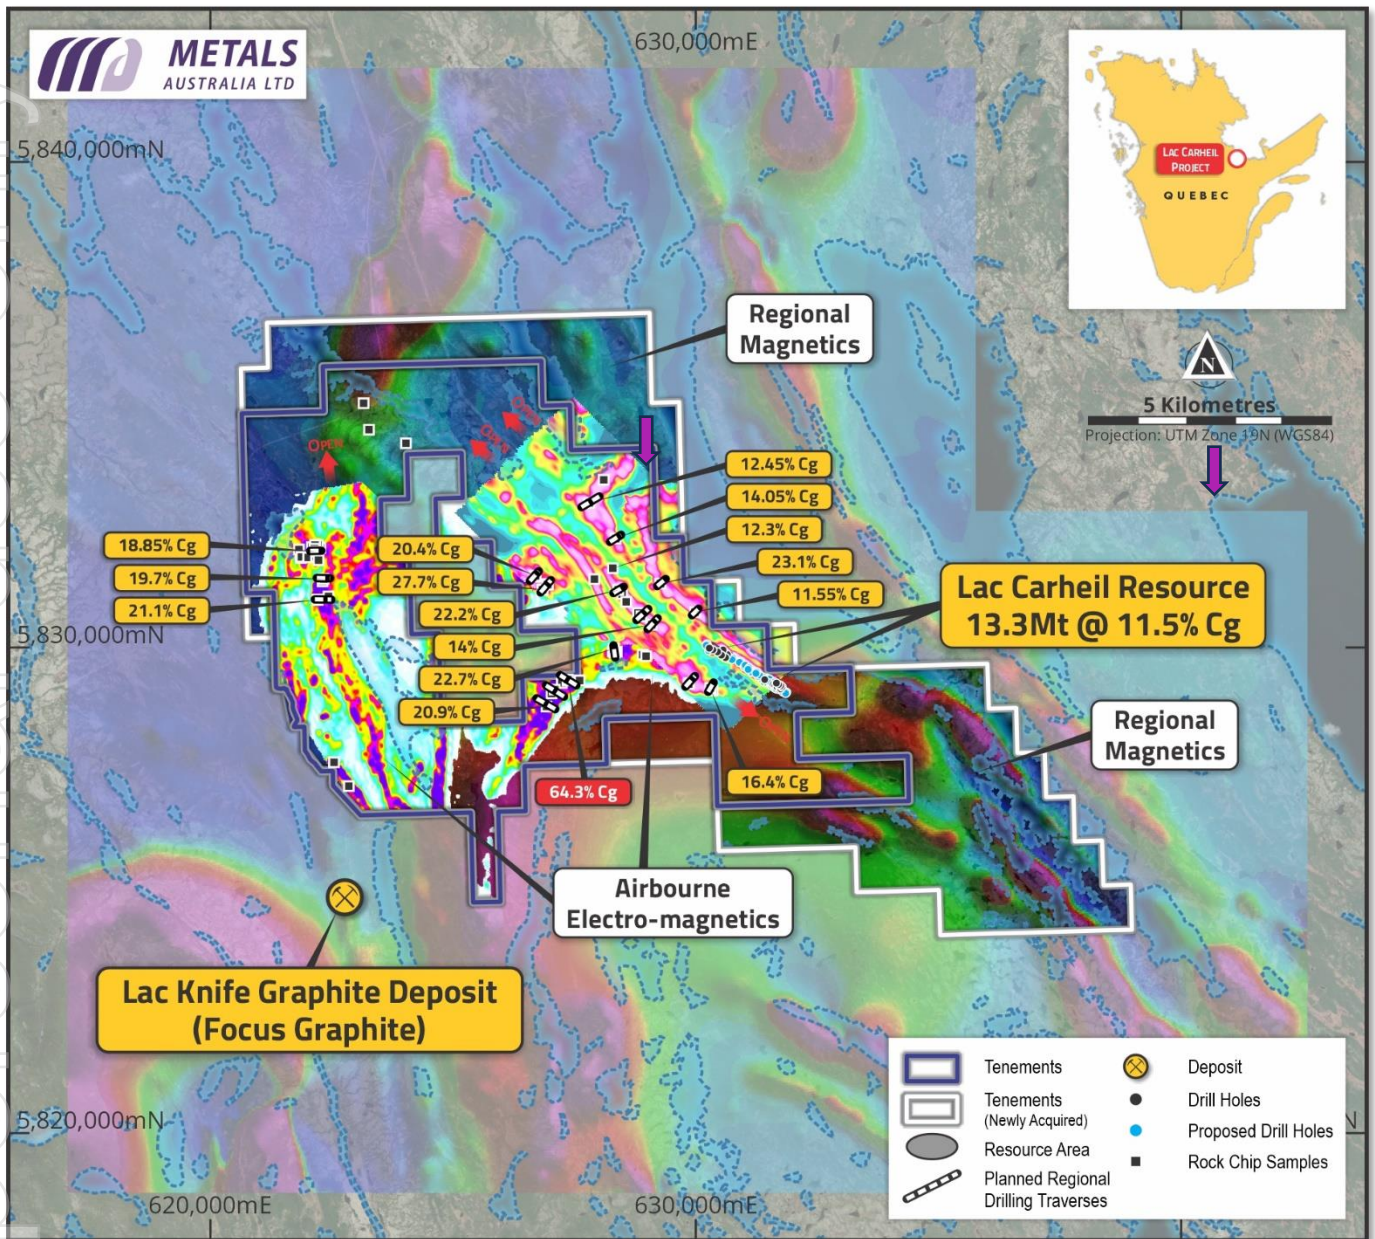 METALS
AUSTRALIA LTD
630,000mE
5,840,000mN
LAC CARHEIL
PROJECT
QUEBEC
Regional
Magnetics
N
5 Kilometres
Projection: UTM Zone 19N (WGS84)
OPEN
OPEN
OPEN
12.45% Cg
14.05% Cg
12.3% Cg
23.1% Cg
11.55% Cg
18.85% Cg
19.7% Cg
21.1% Cg
20.4% Cg
27.7% Cg
22.2% Cg
14% Cg
22.7% Cg
20.9% Cg
64.3% Cg
16.4% Cg
5,830,000mN
Lac Carheil Resource
13.3Mt @ 11.5% Cg
Regional
Magnetics
Airbourne
Electro-magnetics
Lac Knife Graphite Deposit
(Focus Graphite)
5,820,000mN
620,000mE
630,000mE
Tenements
Tenements
(Newly Acquired)
Resource Area
Planned Regional
Drilling Traverses
Deposit
Drill Holes
Proposed Drill Holes
Rock Chip Samples
N